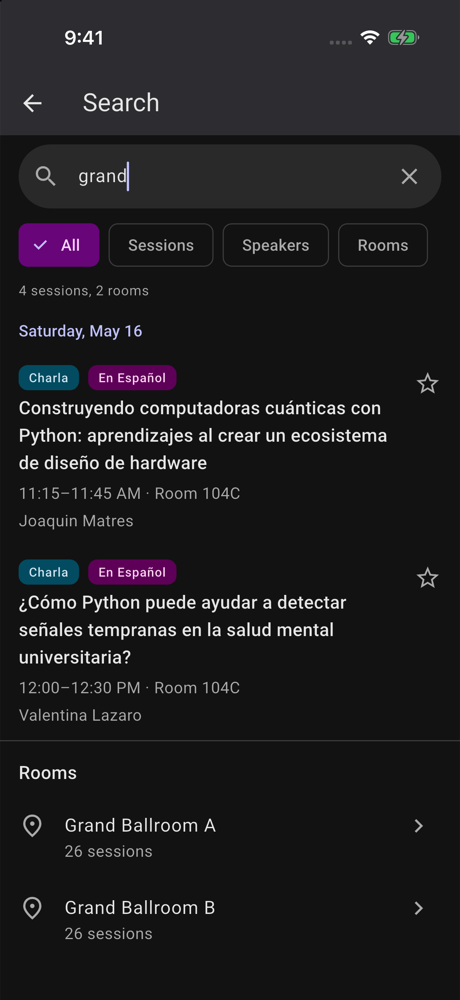 9:41
Search
grand
All
Sessions
Speakers
Rooms
4 sessions, 2 rooms
Saturday, May 16
Charla
En Español
Construyendo computadoras cuánticas con
Python: aprendizajes al crear un ecosistema
de diseño de hardware
11:15–11:45 AM · Room 104C
Joaquin Matres
Charla
En Español
¿Cómo Python puede ayudar a detectar
señales tempranas en la salud mental
universitaria?
12:00–12:30 PM · Room 104C
Valentina Lazaro
Rooms
Grand Ballroom A
26 sessions
Grand Ballroom B
26 sessions